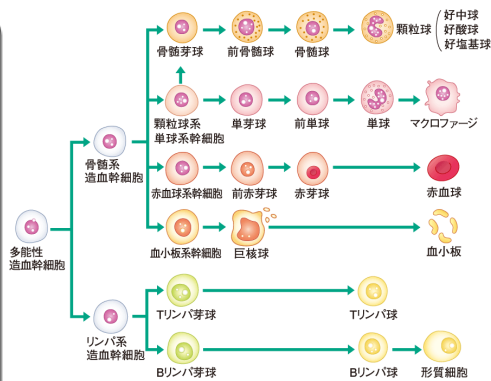 骨髄芽球
前骨髄球
骨髄球
顆粒球
好中球
好酸球
好塩基球
顆粒球系
単球系幹細胞
単芽球
前単球
単球
マクロファージ
骨髄系
造血幹細胞
赤血球系幹細胞
前赤芽球
赤芽球
赤血球
多能性
造血幹細胞
血小板系幹細胞
巨核球
血小板
リンパ系
造血幹細胞
Tリンパ芽球
Tリンパ球
Bリンパ芽球
Bリンパ球
形質細胞